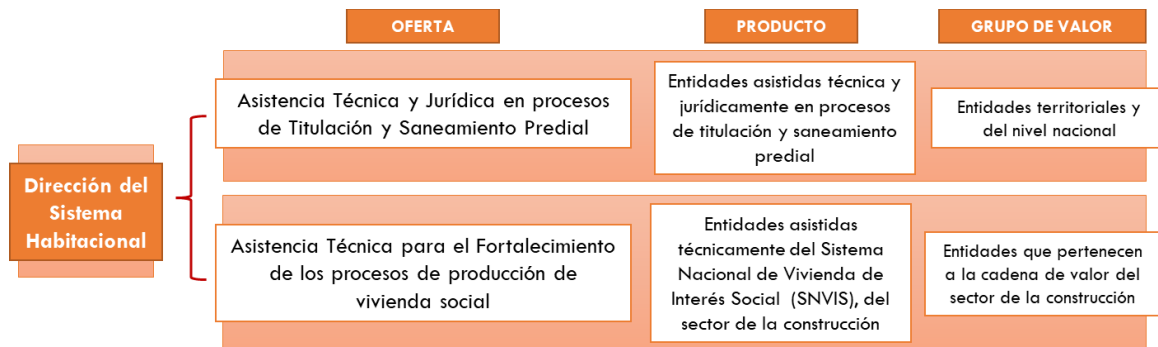 OFERTA
PRODUCTO
GRUPO DE VALOR
Dirección del
Sistema
Habitacional
Asistencia Técnica y Jurídica en procesos
de Titulación y Saneamiento Predial
Entidades asistidas técnica y
jurídicamente en procesos
de titulación y saneamiento
predial
Entidades territoriales y
del nivel nacional
Asistencia Técnica para el Fortalecimiento
de los procesos de producción de
vivienda social
Entidades asistidas
técnicamente del Sistema
Nacional de Vivienda de
Interés Social (SNVIS), del
sector de la construcción
Entidades que pertenecen
a la cadena de valor del
sector de la construcción